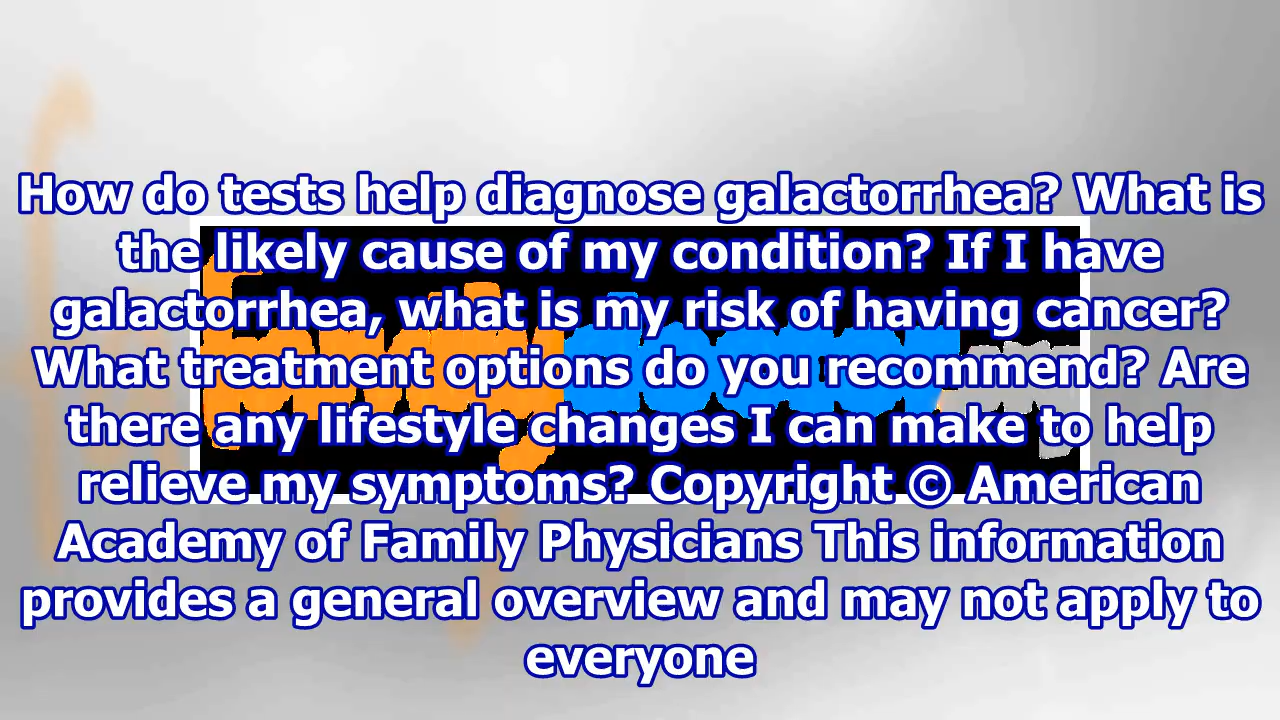 How do tests help diagnose galactorrhea? What is
the likely cause of my condition? If I have
galactorrhea, what is my risk of having cancer?
What treatment options do you recommend? Are
there any lifestyle changes I can make to help
relieve my symptoms? Copyright © American
Academy of Family Physicians This information
provides a general overview and may not apply to
everyone